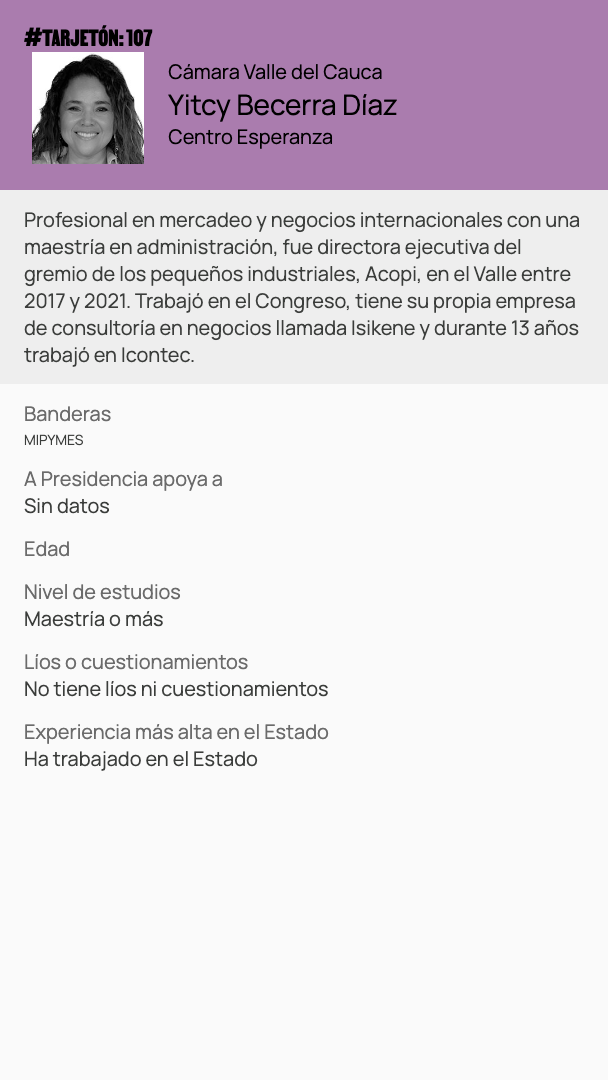 #TARJETÓN: 107
Cámara Valle del Cauca
Yitcy Becerra Díaz
Centro Esperanza
Profesional en mercadeo y negocios internacionales con una
maestría en administración, fue directora ejecutiva del
gremio de los pequeños industriales, Acopi, en el Valle entre
2017 y 2021. Trabajó en el Congreso, tiene su propia empresa
de consultoría en negocios llamada Isikene y durante 13 años
trabajó en Icontec.
Banderas
MIPYMES
A Presidencia apoya a
Sin datos
Edad
Nivel de estudios
Maestría o más
Líos o cuestionamientos
No tiene líos ni cuestionamientos
Experiencia más alta en el Estado
Ha trabajado en el Estado